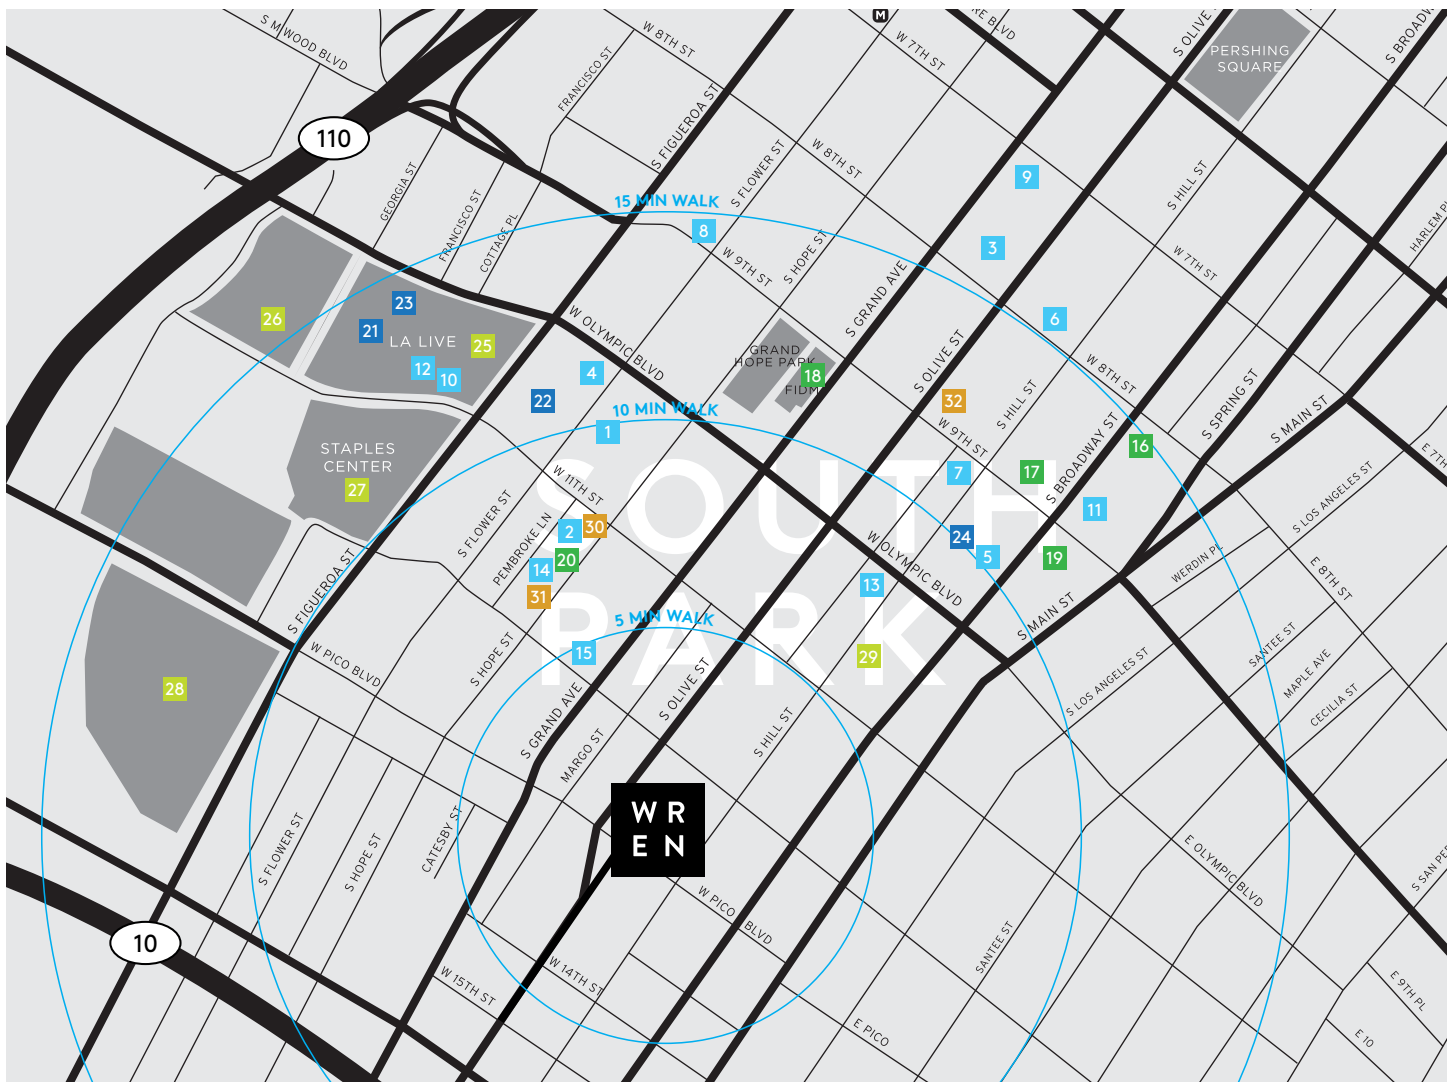 S M
WOOD BLVD
W 8TH ST
M
RE BLVD
W 7TH ST
S OLIVE
S BROADW
PERSHING
SQUARE
FRANCISCO ST
S FIGUEROA ST
110
S FLOWER ST
W 8TH ST
9
S HILL ST
GEORGIA ST
FRANCISCO ST
COTTAGE PL
15 MIN WALK
8
W 9TH ST
S HOPE ST
3
W 7TH ST
HARLEM PL
S GRAND AVE
23
26
21
LA LIVE
25
12
10
W OLYMPIC BLVD
4
22
GRAND
HOPE PARK
18
FIDM
6
S OLIVE ST
W 8TH ST
32
S HILL ST
S SPRING ST
S MAIN ST
10 MIN WALK
1
W 9TH ST
S BROADWAY ST
16
E 7TH
STAPLES
CENTER
27
W 11TH ST
SOUTH
7
17
11
S LOS ANGELES ST
S FLOWER ST
PEMBROKE LN
2
30
20
14
31
24
5
19
W OLYMPIC BLVD
WERDIN PL
E 8TH ST
13
S FIGUEROA ST
5 MIN WALK
PARK
S MAIN ST
15
29
W PICO BLVD
S HOPE ST
28
S OLIVE ST
S LOS ANGELES ST
SANTEE ST
MAPLE AVE
CECILIA ST
S GRAND AVE
MARGO ST
S HILL ST
W R
E N
S FLOWER ST
S HOPE ST
CATESBY ST
E OLYMPIC BLVD
S SAN PE
W PICO BLVD
10
W 15TH ST
W 14TH ST
SANTEE ST
E PICO
E 9TH PL
E 10